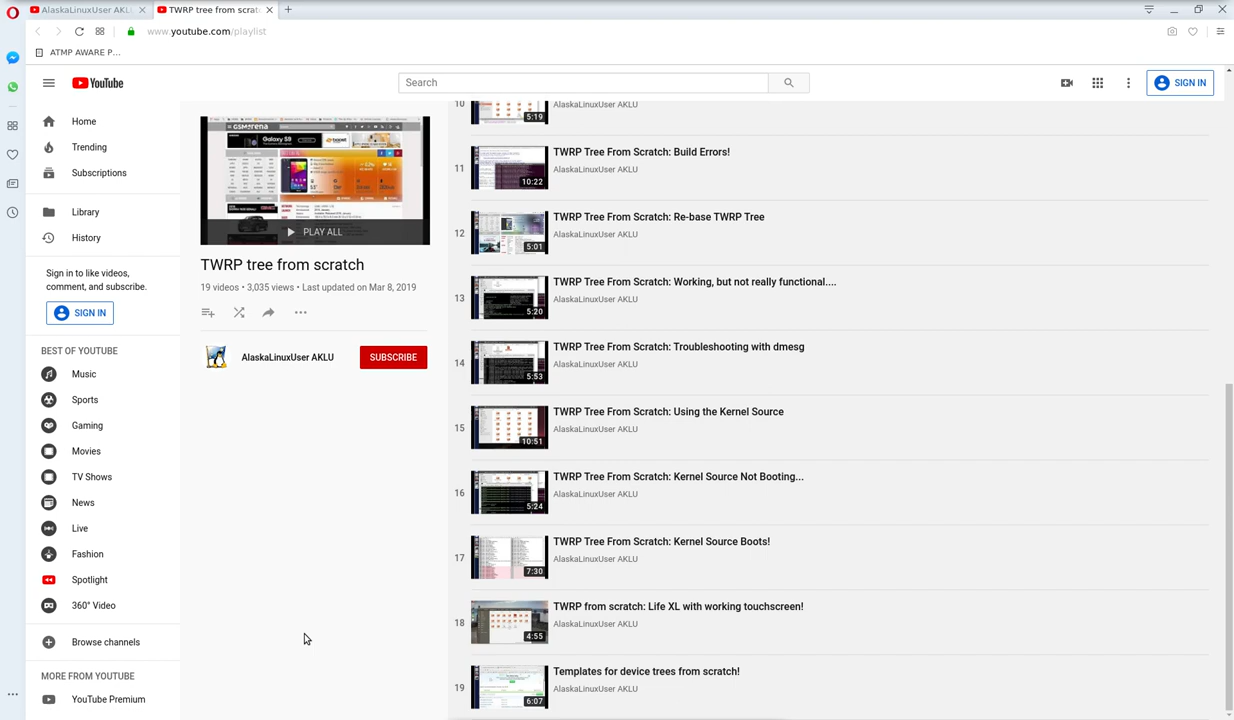 AlaskaLinuxUser AKL
TWRP tree from scrat
www.youtube.com/playlist
ATMP AWARE P...
YouTube
Search
SIGN IN
Home
Trending
Subscriptions
Library
History
Sign in to like videos,
comment, and subscribe.
SIGN IN
BEST OF YOUTUBE
Music
Sports
Gaming
Movies
TV Shows
News
Live
Fashion
Spotlight
360° Video
Browse channels
MORE FROM YOUTUBE
YouTube Premium
GSMArena
Galaxy S9
boost
PLAY ALL
TWRP tree from scratch
19 videos • 3,035 views • Last updated on Mar 8, 2019
AlaskaLinuxUser AKLU
SUBSCRIBE
10
5:19
AlaskaLinuxUser AKLU
11
10:22
TWRP Tree From Scratch: Build Errors!
AlaskaLinuxUser AKLU
12
5:01
TWRP Tree From Scratch: Re-base TWRP Tree
AlaskaLinuxUser AKLU
13
5:20
TWRP Tree From Scratch: Working, but not really functional....
AlaskaLinuxUser AKLU
14
5:53
TWRP Tree From Scratch: Troubleshooting with dmesg
AlaskaLinuxUser AKLU
15
10:51
TWRP Tree From Scratch: Using the Kernel Source
AlaskaLinuxUser AKLU
16
5:24
TWRP Tree From Scratch: Kernel Source Not Booting...
AlaskaLinuxUser AKLU
17
7:30
TWRP Tree From Scratch: Kernel Source Boots!
AlaskaLinuxUser AKLU
18
4:55
TWRP from scratch: Life XL with working touchscreen!
AlaskaLinuxUser AKLU
19
6:07
Templates for device trees from scratch!
AlaskaLinuxUser AKLU